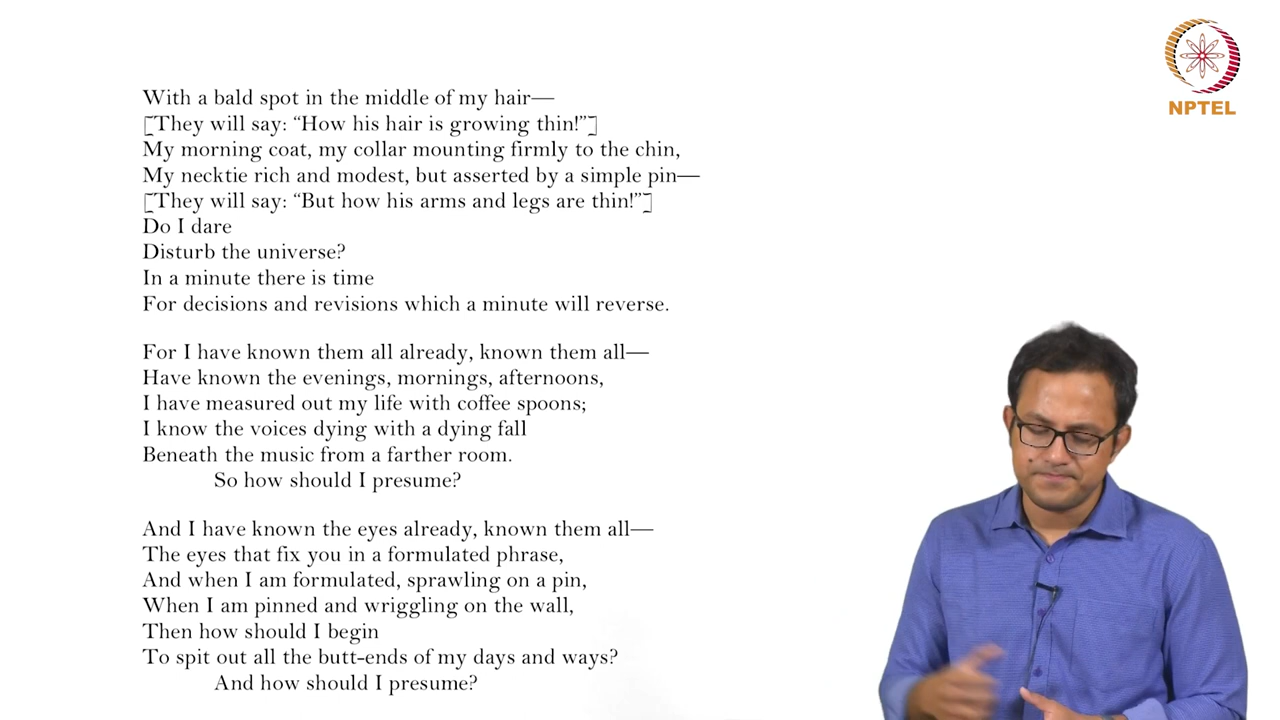 With a bald spot in the middle of my hair—
[They will say: “How his hair is growing thin!”]
My morning coat, my collar mounting firmly to the chin,
My necktie rich and modest, but asserted by a simple pin—
[They will say: “But how his arms and legs are thin!”]
Do I dare
Disturb the universe?
In a minute there is time
For decisions and revisions which a minute will reverse.
For I have known them all already, known them all—
Have known the evenings, mornings, afternoons,
I have measured out my life with coffee spoons;
I know the voices dying with a dying fall
Beneath the music from a farther room.
So how should I presume?
And I have known the eyes already, known them all—
The eyes that fix you in a formulated phrase,
And when I am formulated, sprawling on a pin,
When I am pinned and wriggling on the wall,
Then how should I begin
To spit out all the butt-ends of my days and ways?
And how should I presume?
NPTEL